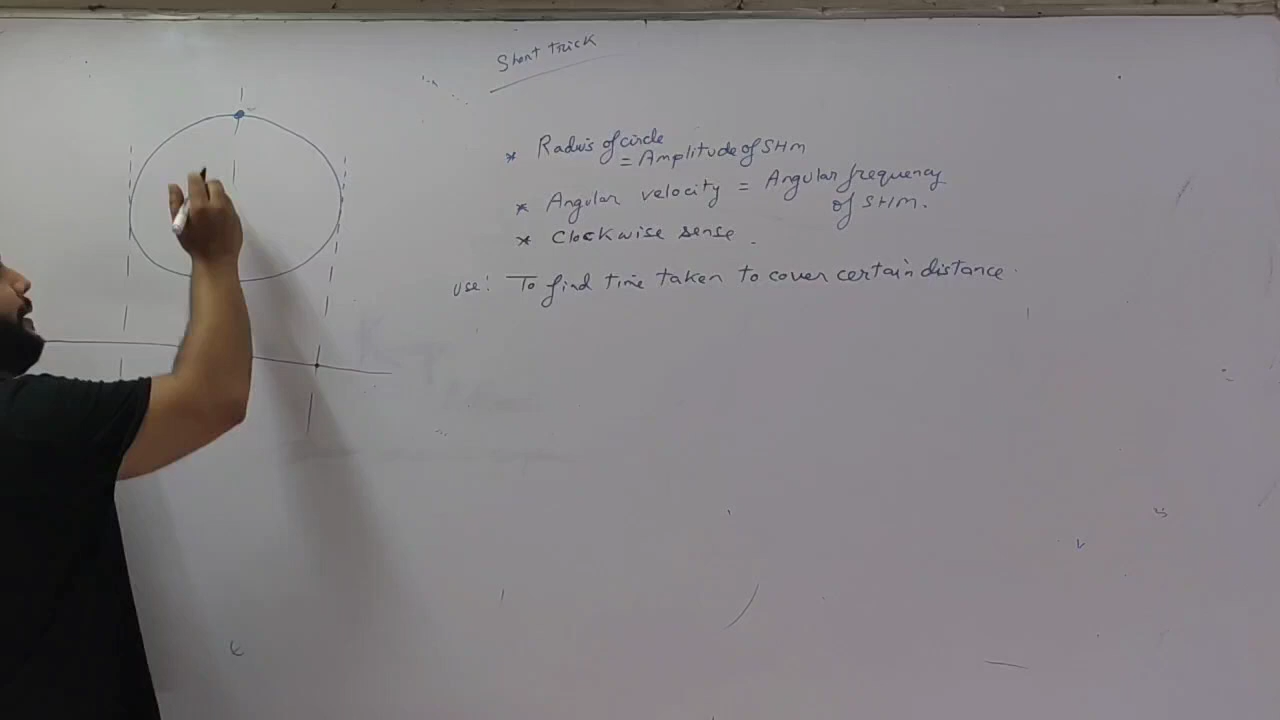 Short trick
* Radius of circle
= Amplitude of SHM
* Angular velocity = Angular frequency
of SHM.
* Clockwise sense.
use: To find time taken to cover certain distance.